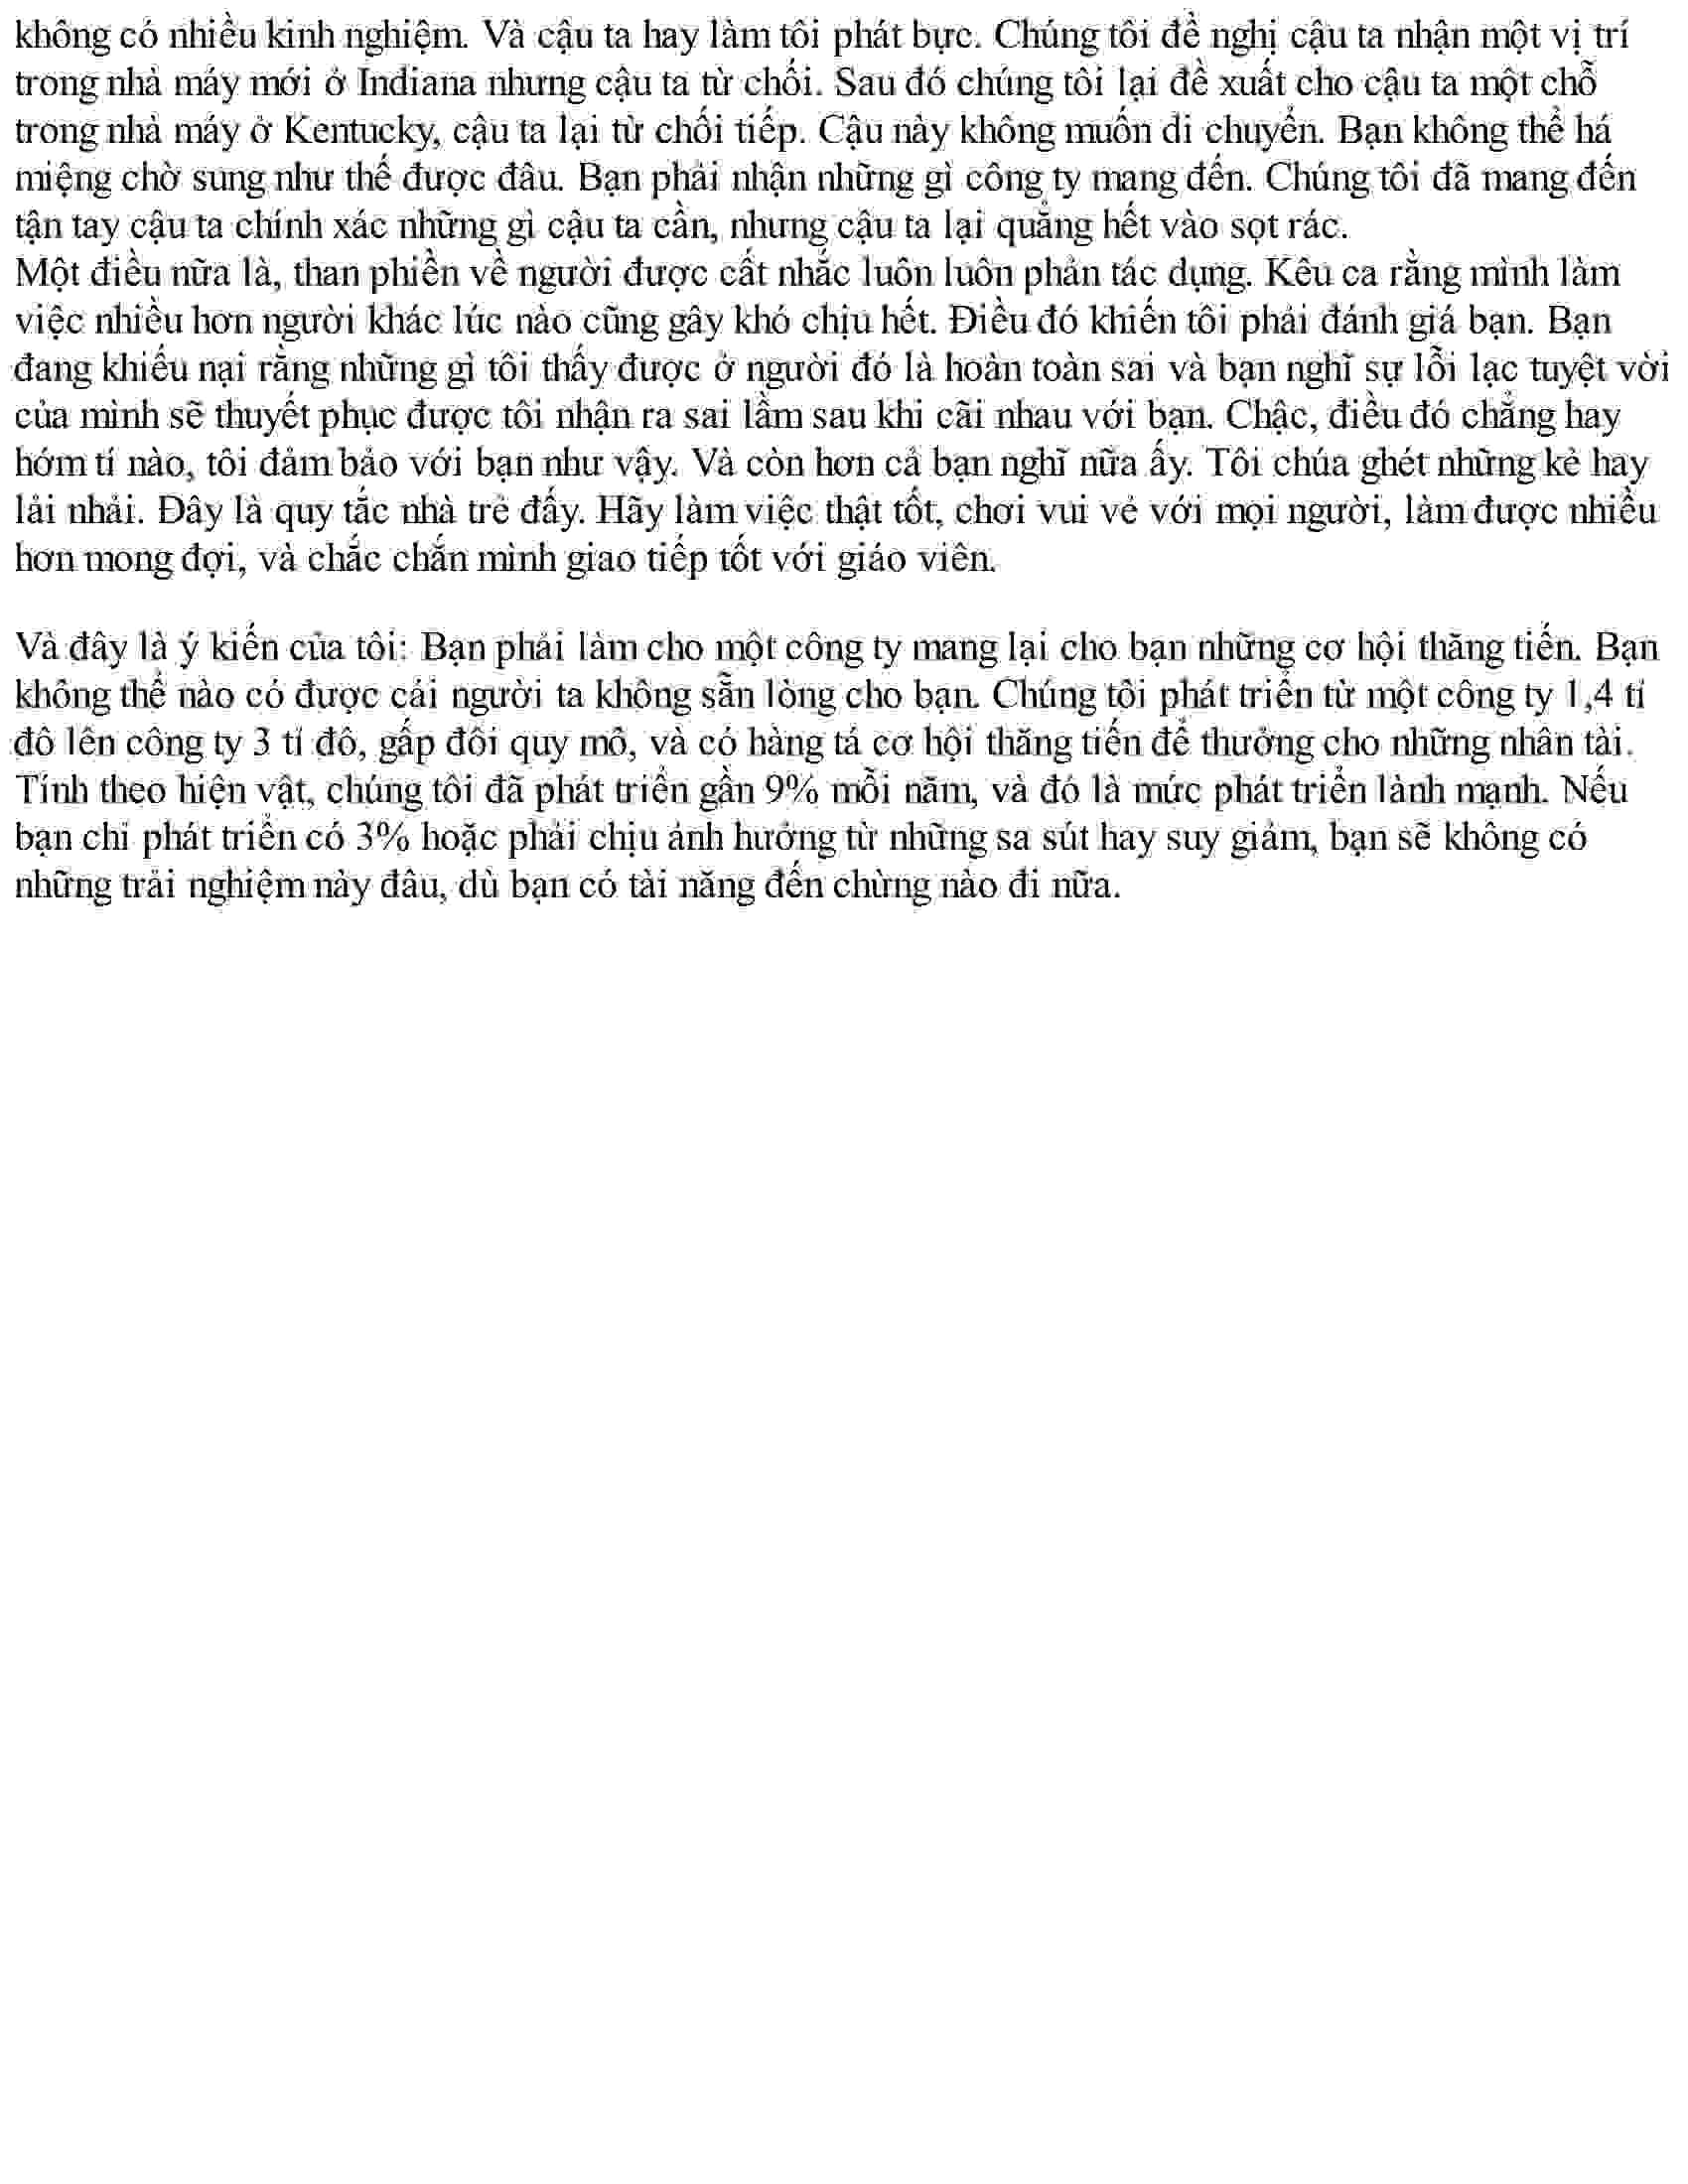 không có nhiều kinh nghiệm. Và cậu ta hay làm tôi phát bực. Chúng tôi đề nghị cậu ta nhận một vị trí
trong nhà máy mới ở Indiana nhưng cậu ta từ chối. Sau đó chúng tôi lại đề xuất cho cậu ta một chỗ
trong nhà máy ở Kentucky, cậu ta lại từ chối tiếp. Cậu này không muốn di chuyển. Bạn không thể há
miệng chờ sung như thế được đâu. Bạn phải nhận những gì công ty mang đến. Chúng tôi đã mang đến
tận tay cậu ta chính xác những gì cậu ta cần, nhưng cậu ta lại quẳng hết vào sọt rác.
Một điều nữa là, than phiền về người được cất nhắc luôn luôn phản tác dụng. Kêu ca rằng mình làm
việc nhiều hơn người khác lúc nào cũng gây khó chịu hết. Điều đó khiến tôi phải đánh giá bạn. Bạn
đang khiếu nại rằng những gì tôi thấy được ở người đó là hoàn toàn sai và bạn nghĩ sự lỗi lạc tuyệt vời
của mình sẽ thuyết phục được tôi nhận ra sai lầm sau khi cãi nhau với bạn. Chậc, điều đó chẳng hay
hớm tí nào, tôi đảm bảo với bạn như vậy. Và còn hơn cả bạn nghĩ nữa ấy. Tôi chúa ghét những kẻ hay
lải nhải. Đây là quy tắc nhà trẻ đấy. Hãy làm việc thật tốt, chơi vui vẻ với mọi người, làm được nhiều
hơn mong đợi, và chắc chắn mình giao tiếp tốt với giáo viên.
Và đây là ý kiến của tôi: Bạn phải làm cho một công ty mang lại cho bạn những cơ hội thăng tiến. Bạn
không thể nào có được cái người ta không sẵn lòng cho bạn. Chúng tôi phát triển từ một công ty 1,4 tỉ
đô lên công ty 3 tỉ đô, gấp đôi quy mô, và có hàng tá cơ hội thăng tiến để thưởng cho những nhân tài.
Tính theo hiện vật, chúng tôi đã phát triển gần 9% mỗi năm, và đó là mức phát triển lành mạnh. Nếu
bạn chỉ phát triển có 3% hoặc phải chịu ảnh hưởng từ những sa sút hay suy giảm, bạn sẽ không có
những trải nghiệm này đâu, dù bạn có tài năng đến chừng nào đi nữa.